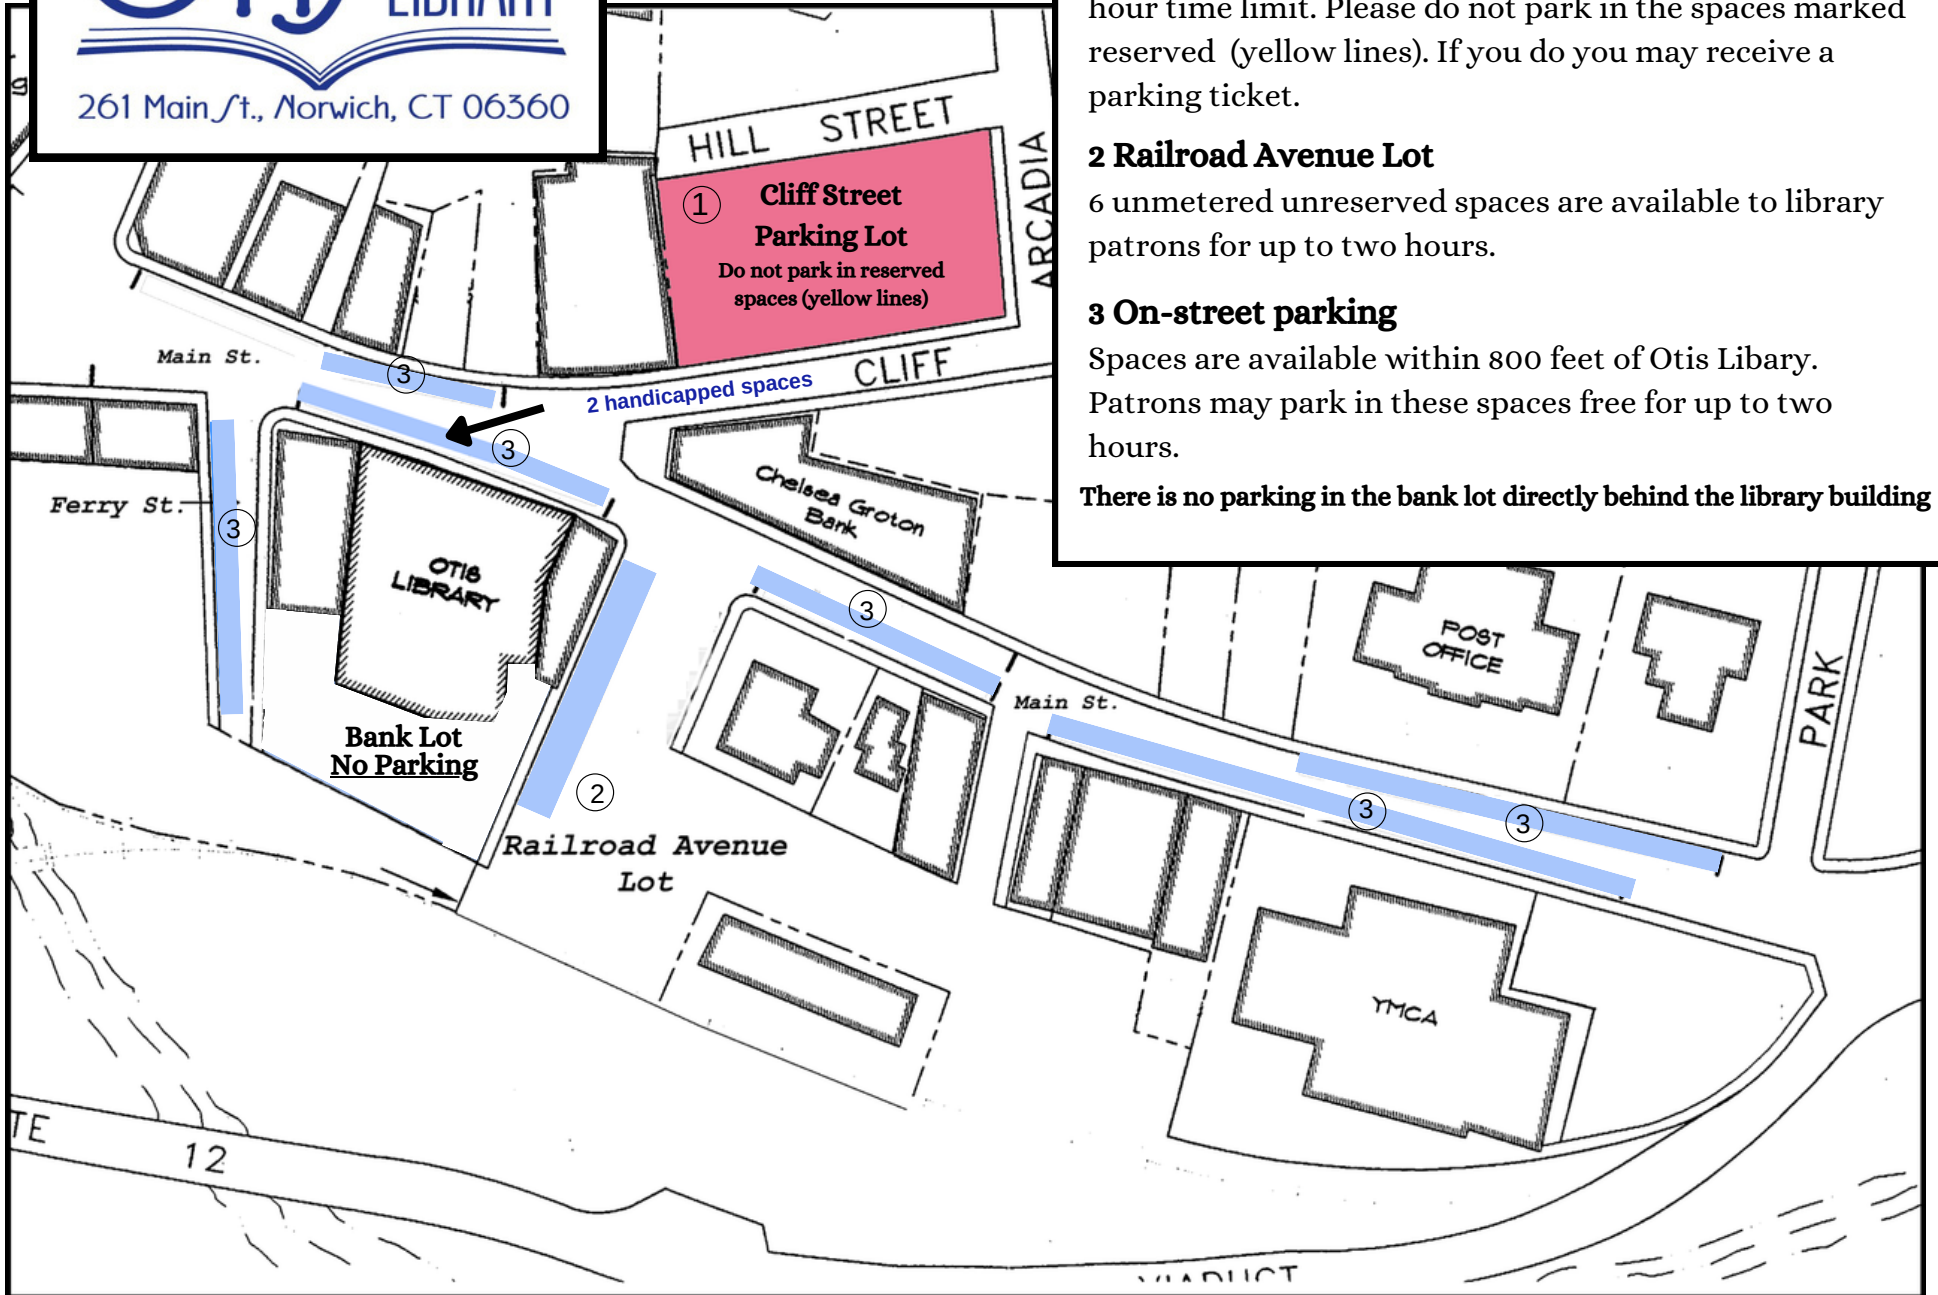 LIBRARY
261 Main St., Norwich, CT 06360
hour time limit. Please do not park in the spaces marked
reserved (yellow lines). If you do you may receive a
parking ticket.
2 Railroad Avenue Lot
6 unmetered unreserved spaces are available to library
patrons for up to two hours.
3 On-street parking
Spaces are available within 800 feet of Otis Libary.
Patrons may park in these spaces free for up to two
hours.
There is no parking in the bank lot directly behind the library building
HILL STREET
ARCADIA
1
Cliff Street
Parking Lot
Do not park in reserved
spaces (yellow lines)
CLIFF
2 handicapped spaces
Main St.
3
3
Chelsea Groton
Bank
Ferry St.
3
OTIS
LIBRARY
Bank Lot
No Parking
2
Railroad Avenue
Lot
3
Main St.
POST
OFFICE
PARK
3
3
YMCA
12
VIADUCT